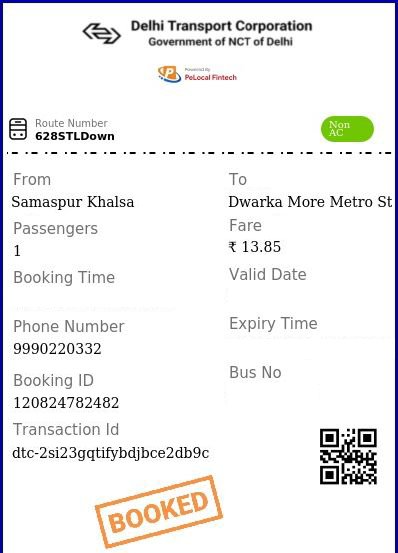 Delhi Transport Corporation
Government of NCT of Delhi
Powered By
PeLocal Fintech
Route Number
628STLDown
Non AC
From
To
Samaspur Khalsa
Dwarka More Metro St
Passengers
Fare
1
₹ 13.85
Booking Time
Valid Date
Phone Number
Expiry Time
9990220332
Booking ID
Bus No
120824782482
Transaction Id
dtc-2si23gqtifybdjbce2db9c
BOOKED